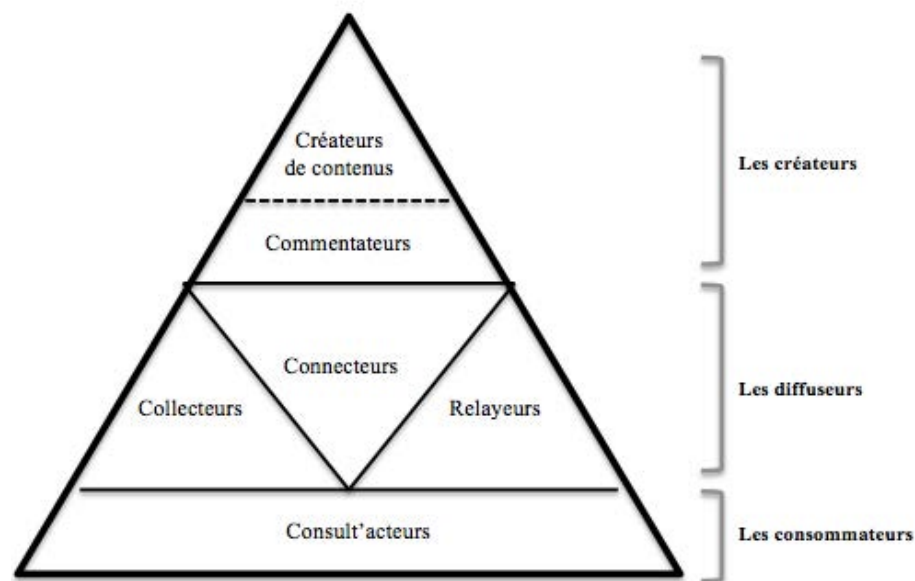 Créateurs
de contenus
Les créateurs
Commentateurs
Connecteurs
Collecteurs
Relayeurs
Les diffuseurs
Consult’acteurs
Les consommateurs